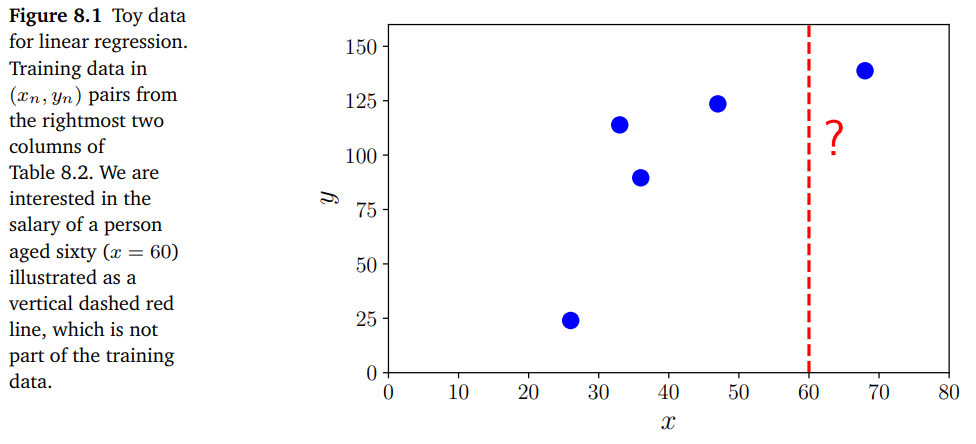 Figure 8.1 Toy data
for linear regression.
Training data in
(xₙ, yₙ) pairs from
the rightmost two
columns of
Table 8.2. We are
interested in the
salary of a person
aged sixty (x = 60)
illustrated as a
vertical dashed red
line, which is not
part of the training
data.
150
125
100
75
50
25
0
y
?
0 10 20 30 40 50 60 70 80
x